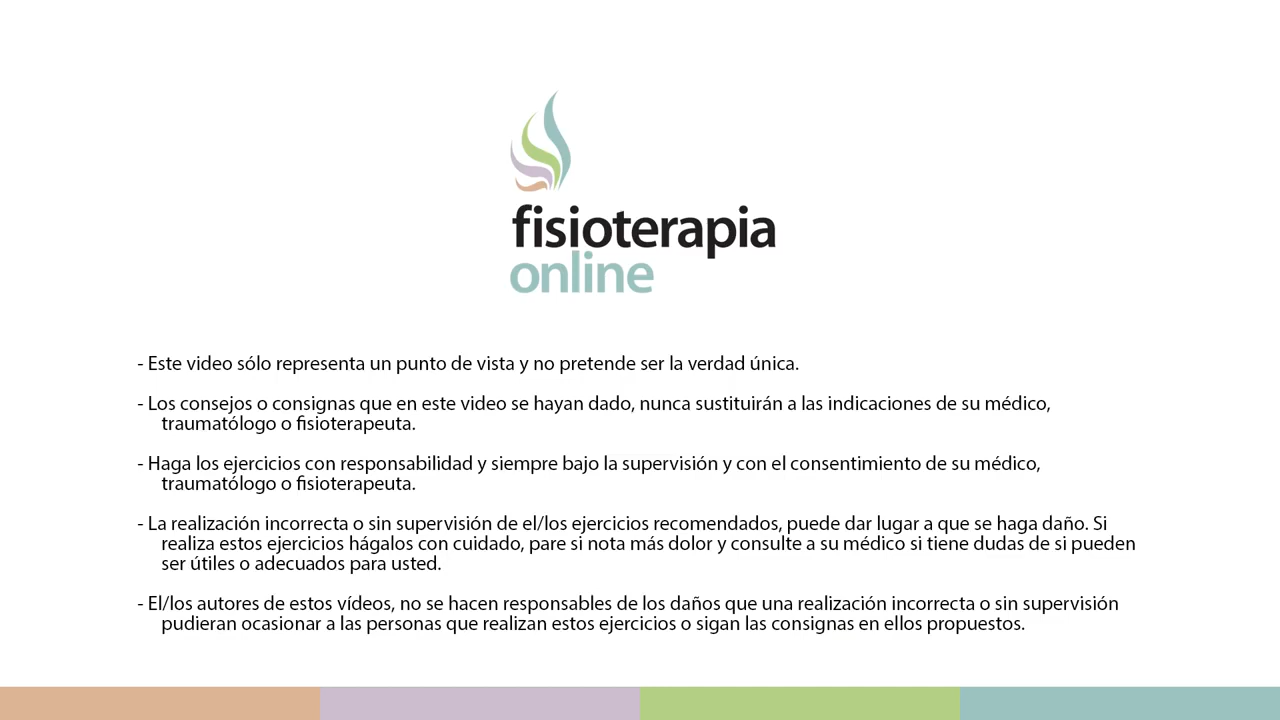 fisioterapia
online
- Este video sólo representa un punto de vista y no pretende ser la verdad única.
- Los consejos o consignas que en este video se hayan dado, nunca sustituirán a las indicaciones de su médico,
traumatólogo o fisioterapeuta.
- Haga los ejercicios con responsabilidad y siempre bajo la supervisión y con el consentimiento de su médico,
traumatólogo o fisioterapeuta.
- La realización incorrecta o sin supervisión de el/los ejercicios recomendados, puede dar lugar a que se haga daño. Si
realiza estos ejercicios hágalos con cuidado, pare si nota más dolor y consulte a su médico si tiene dudas de si pueden
ser útiles o adecuados para usted.
- El/los autores de estos vídeos, no se hacen responsables de los daños que una realización incorrecta o sin supervisión
pudieran ocasionar a las personas que realizan estos ejercicios o sigan las consignas en ellos propuestos.